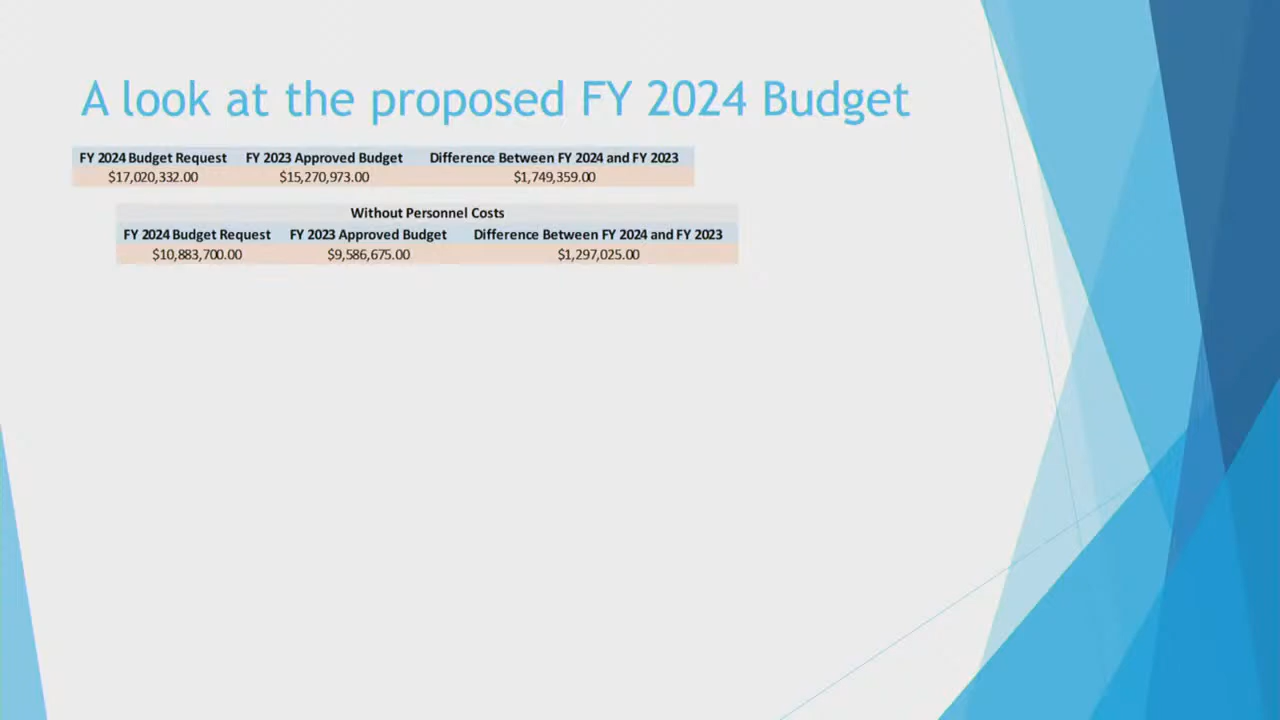 A look at the proposed FY 2024 Budget
FY 2024 Budget Request FY 2023 Approved Budget Difference Between FY 2024 and FY 2023
$17,020,332.00 $15,270,973.00 $1,749,359.00
Without Personnel Costs
FY 2024 Budget Request FY 2023 Approved Budget Difference Between FY 2024 and FY 2023
$10,883,700.00 $9,586,675.00 $1,297,025.00